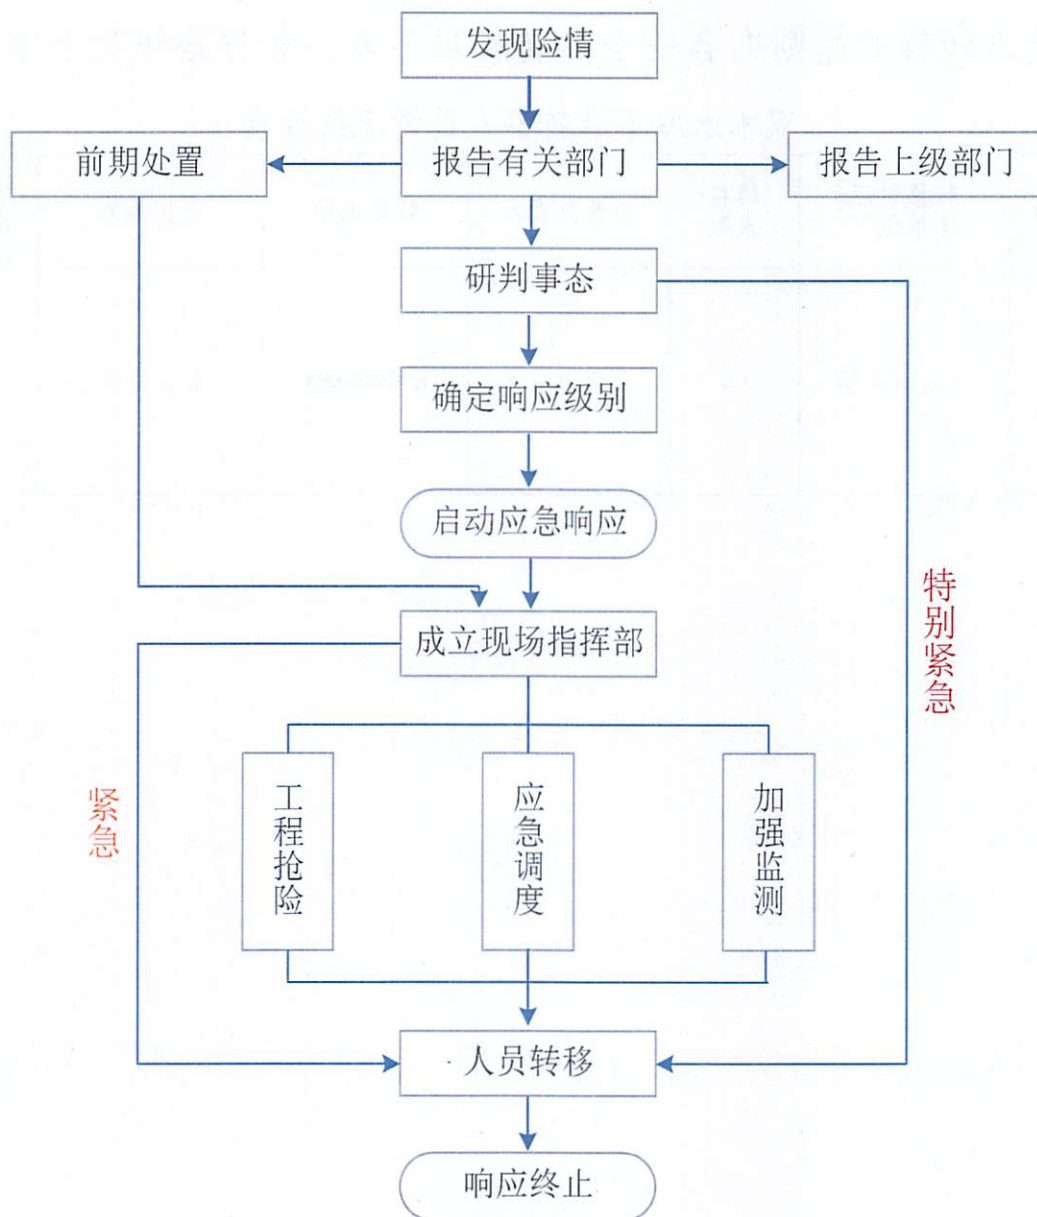 发现险情
前期处置
报告有关部门
报告上级部门
研判事态
确定响应级别
启动应急响应
成立现场指挥部
特别紧急
紧急
工程抢险
应急调度
加强监测
人员转移
响应终止